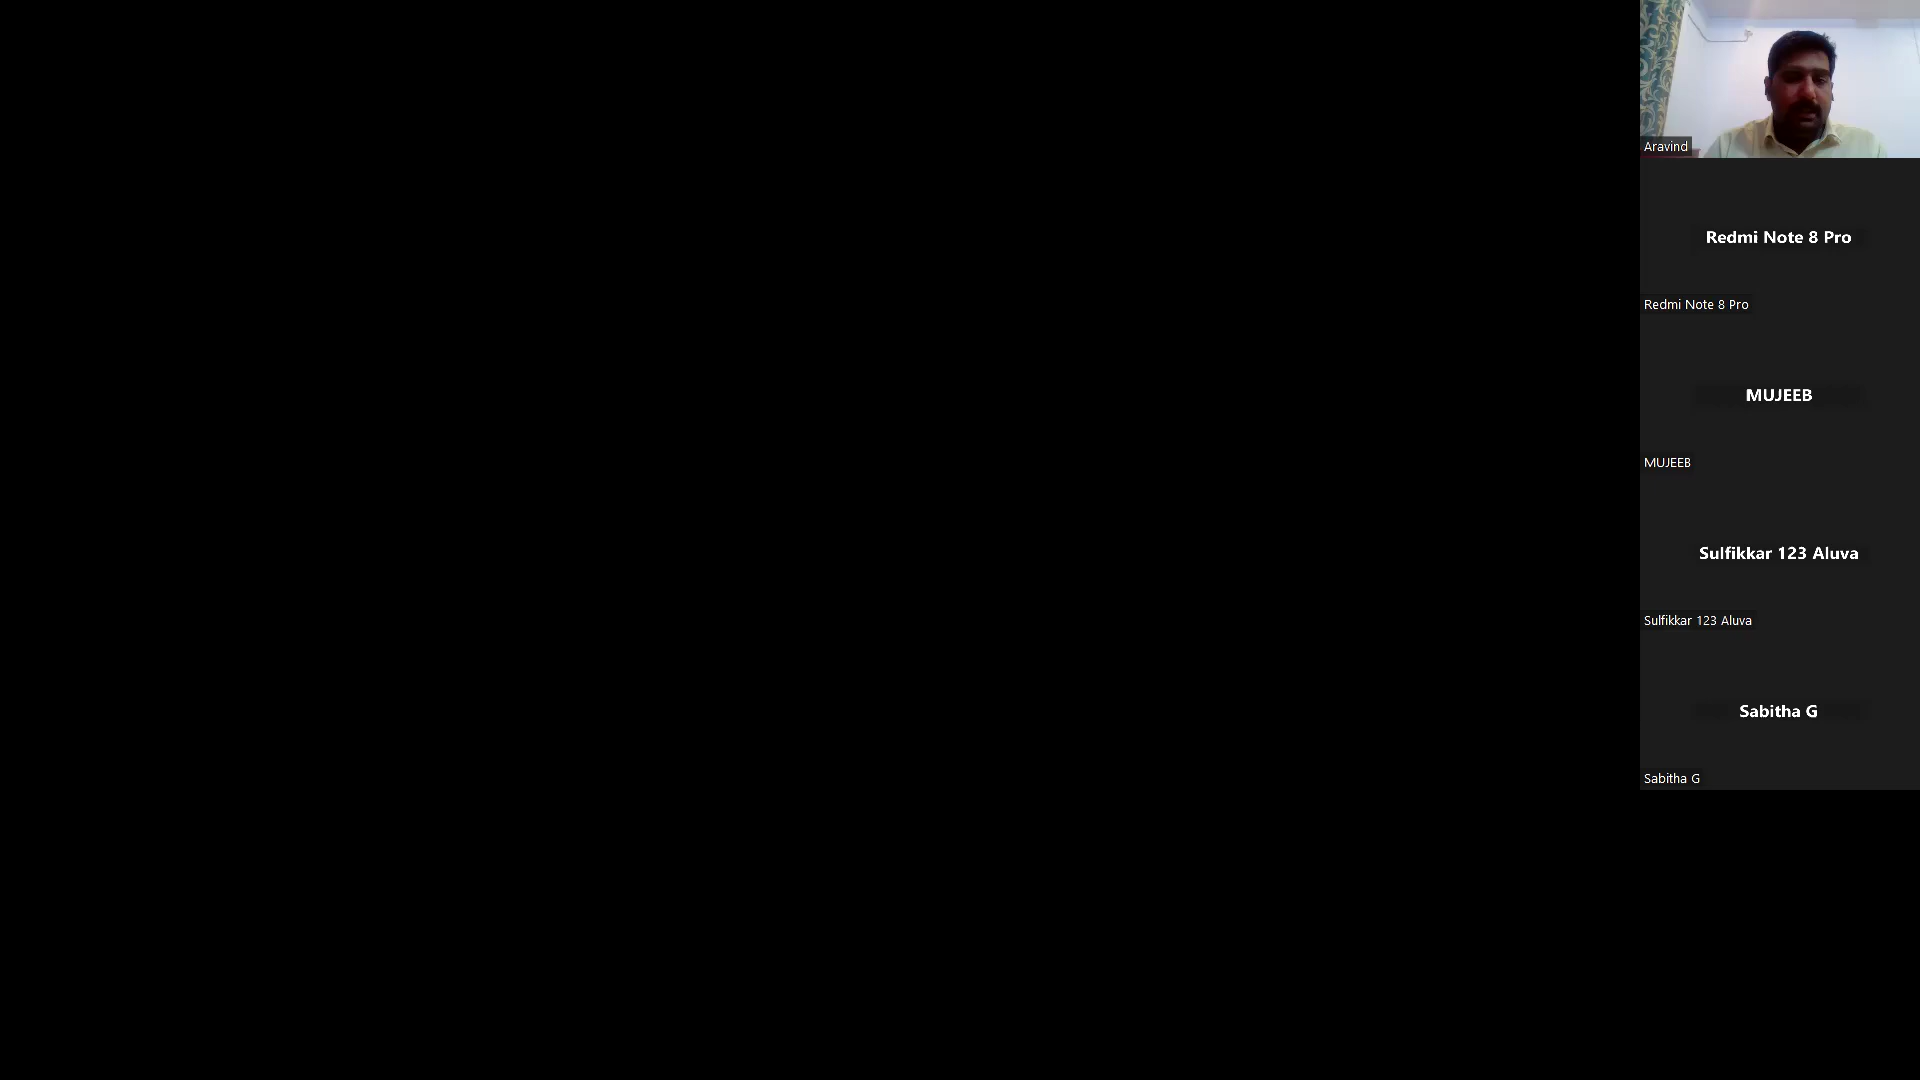 Aravind
Redmi Note 8 Pro
Redmi Note 8 Pro
MUJEEB
MUJEEB
Sulfikkar 123 Aluva
Sulfikkar 123 Aluva
Sabitha G
Sabitha G